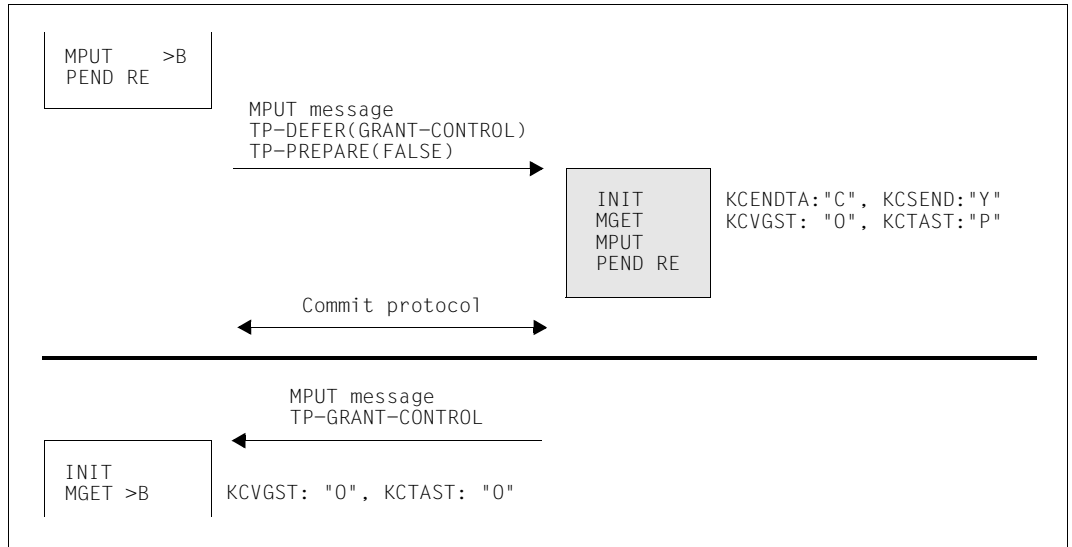 MPUT >B
PEND RE
MPUT message
TP-DEFER(GRANT-CONTROL)
TP-PREPARE(FALSE)
INIT KCENDTA:"C", KCSEND:"Y"
MGET KCVGST: "O", KCTAST:"P"
MPUT
PEND RE
Commit protocol
MPUT message
TP-GRANT-CONTROL
INIT
MGET >B KCVGST: "O", KCTAST: "O"